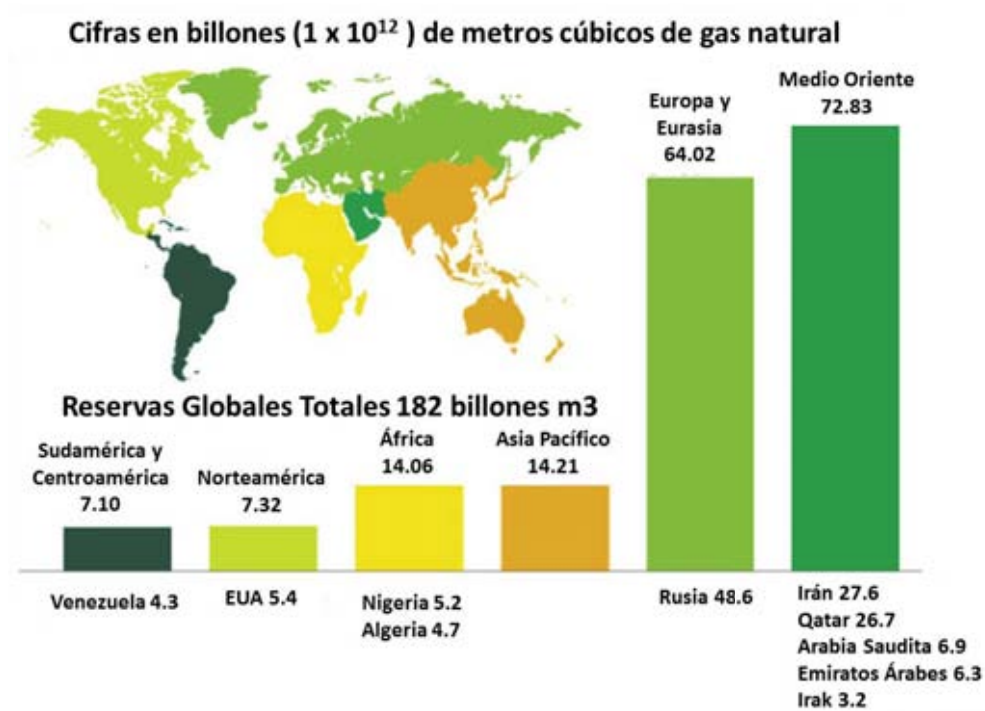 Cifras en billones (1 x 10¹² ) de metros cúbicos de gas natural
Medio Oriente
72.83
Europa y
Eurasia
64.02
Reservas Globales Totales 182 billones m3
Sudamérica y
Centroamérica
7.10
Norteamérica
7.32
África
14.06
Asia Pacífico
14.21
Venezuela 4.3
EUA 5.4
Nigeria 5.2
Algeria 4.7
Rusia 48.6
Irán 27.6
Qatar 26.7
Arabia Saudita 6.9
Emiratos Árabes 6.3
Irak 3.2